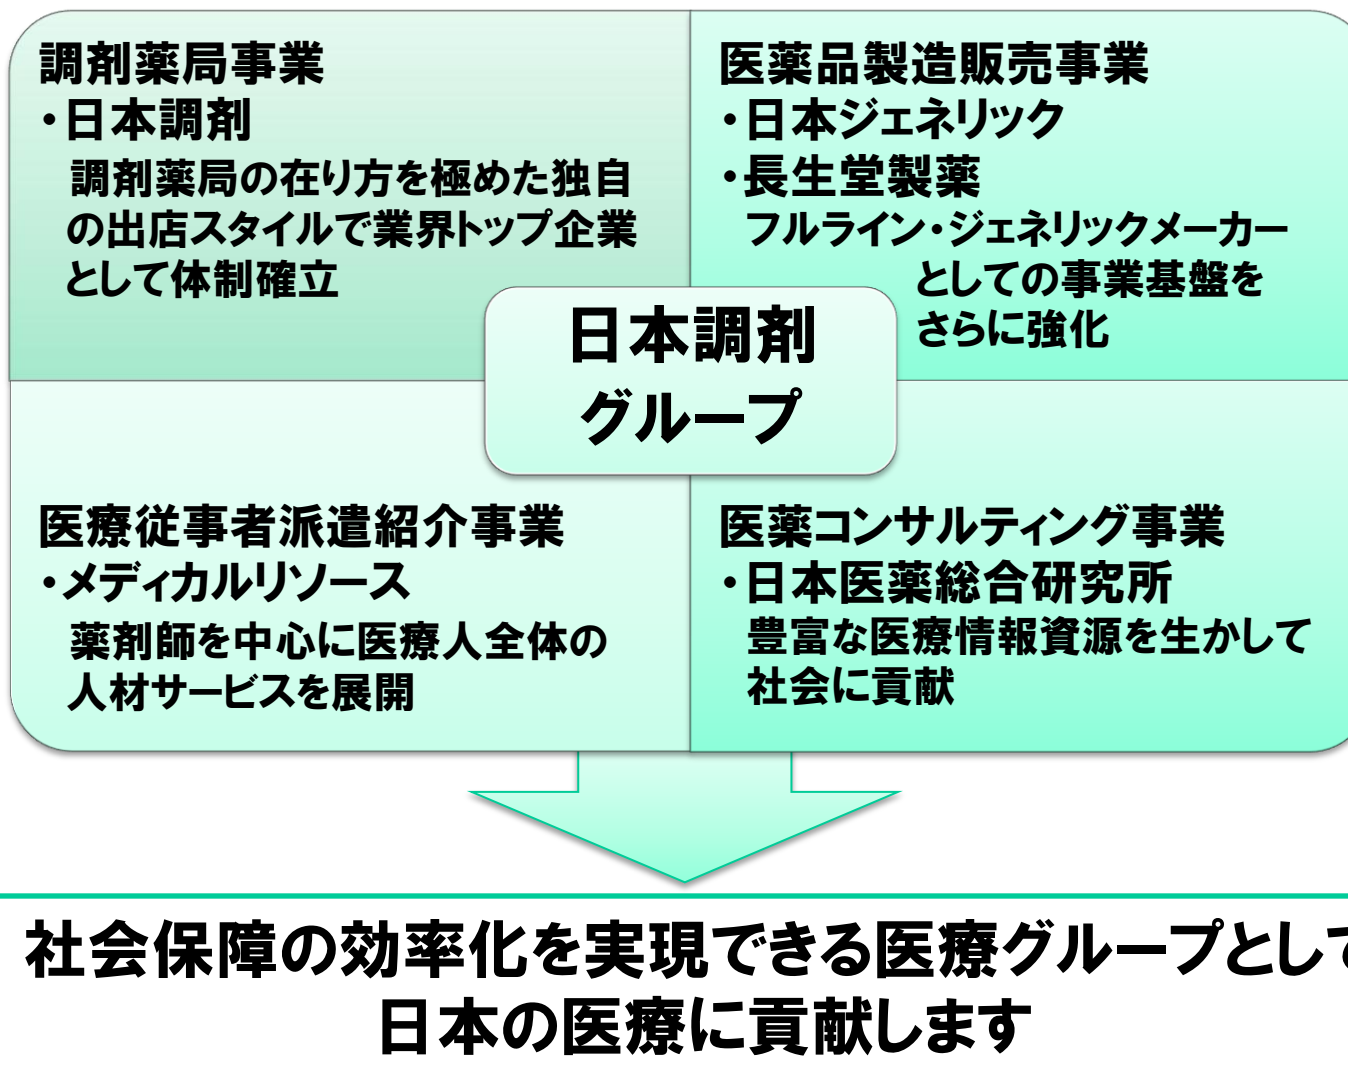 調剤薬局事業
・日本調剤
調剤薬局の在り方を極めた独自
の出店スタイルで業界トップ企業
として体制確立
医薬品製造販売事業
・日本ジェネリック
・長生堂製薬
フルライン・ジェネリックメーカー
としての事業基盤を
さらに強化
日本調剤
グループ
医療従事者派遣紹介事業
・メディカルリソース
薬剤師を中心に医療人全体の
人材サービスを展開
医薬コンサルティング事業
・日本医薬総合研究所
豊富な医療情報資源を生かして
社会に貢献
社会保障の効率化を実現できる医療グループとして
日本の医療に貢献します